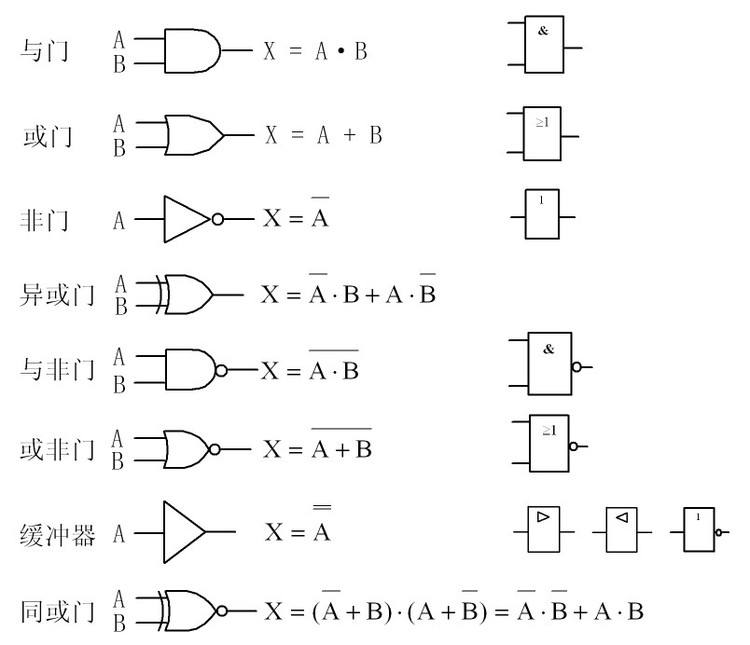 与门 A B X = A • B &
或门 A B X = A + B ≥1
非门 A X = A̅ 1
异或门 A B X = A̅ · B + A · B̅
与非门 A B X = A̅ ̅·̅ ̅B̅ &
或非门 A B X = A̅ ̅+̅ ̅B̅ ≥1
缓冲器 A X = A̿ ▷ ◁ 1
同或门 A B X = (A̅ + B) · (A + B̅) = A̅ · B̅ + A · B